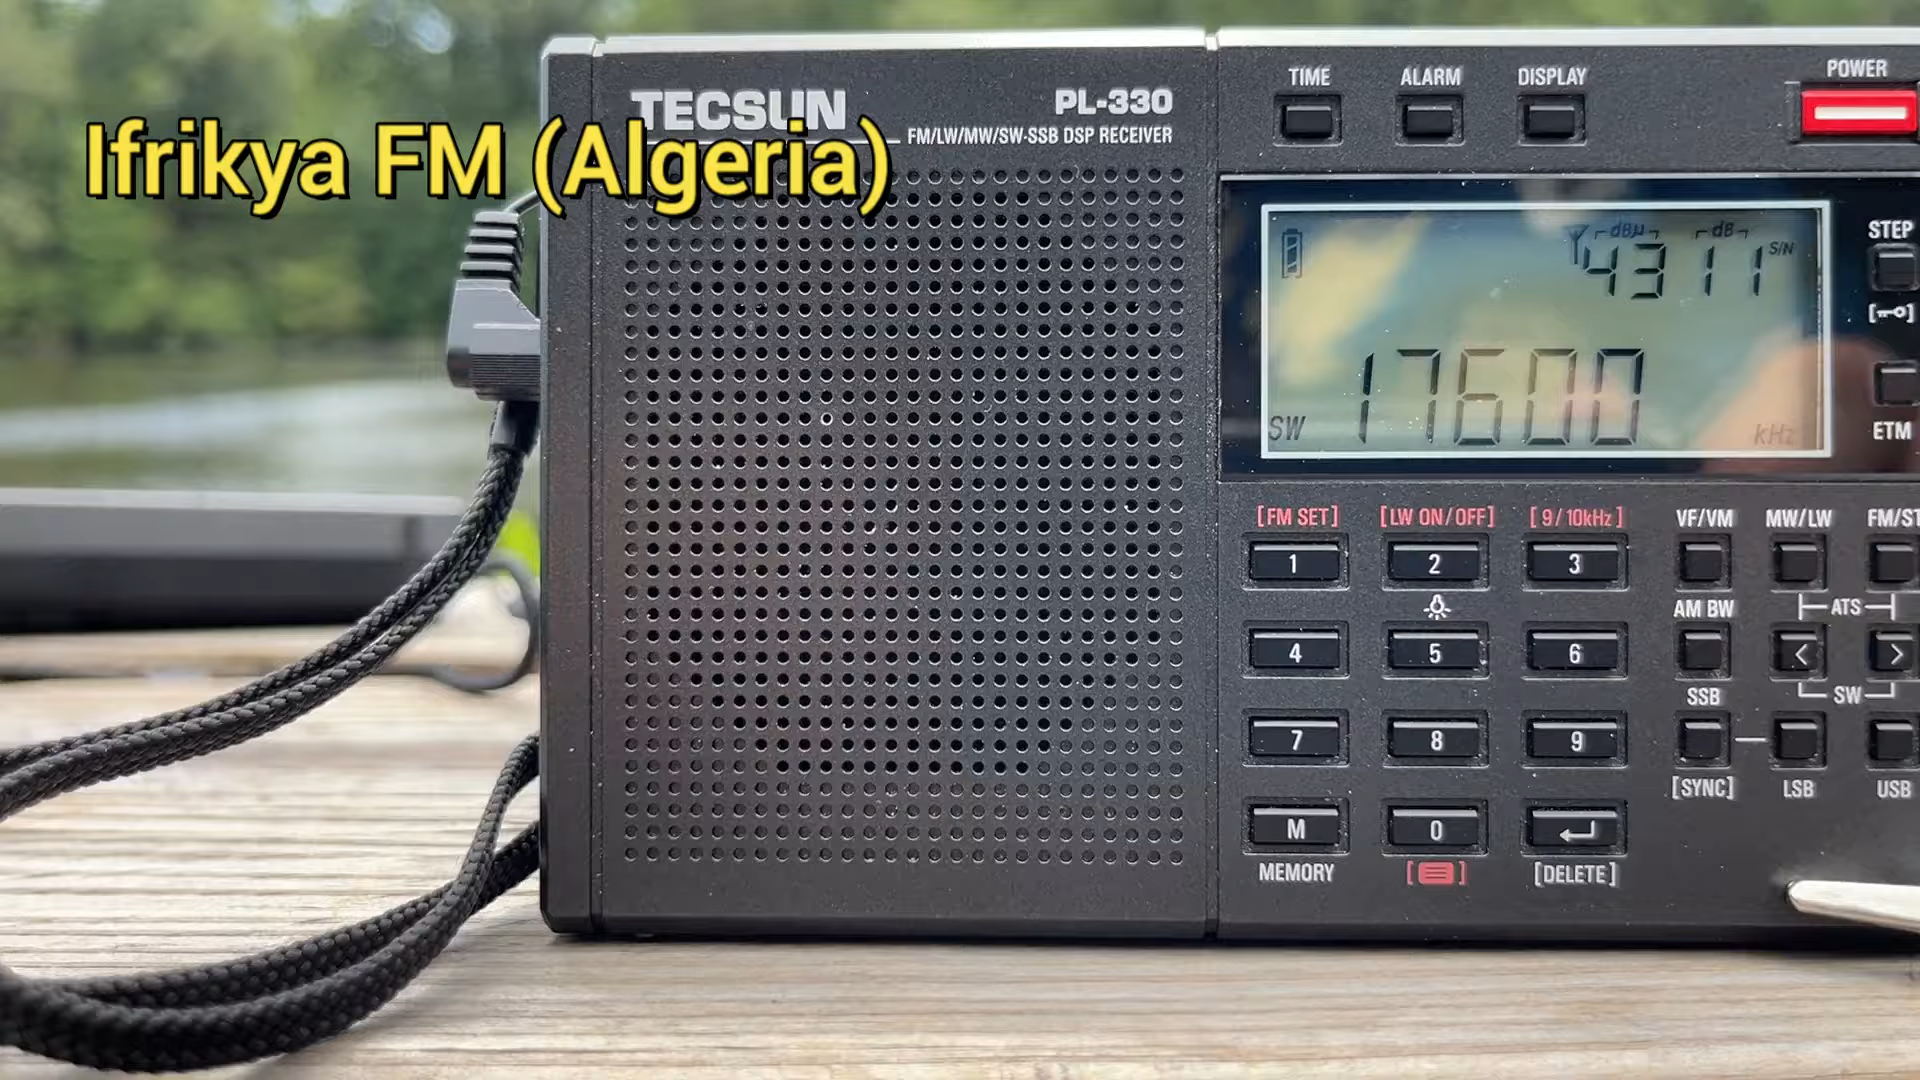 Ifrikya FM (Algeria)
TECSUN
PL-330
FM/LW/MW/SW-SSB DSP RECEIVER
TIME ALARM DISPLAY POWER
dBµ dB
43 11 S/N
17600
SW kHz
STEP
ETM
[FM SET] [LW ON/OFF] [9/10kHz] VF/VM MW/LW FM/ST
1 2 3
AM BW ATS
4 5 6 < >
SSB SW
7 8 9
[SYNC] LSB USB
M 0
MEMORY [DELETE]